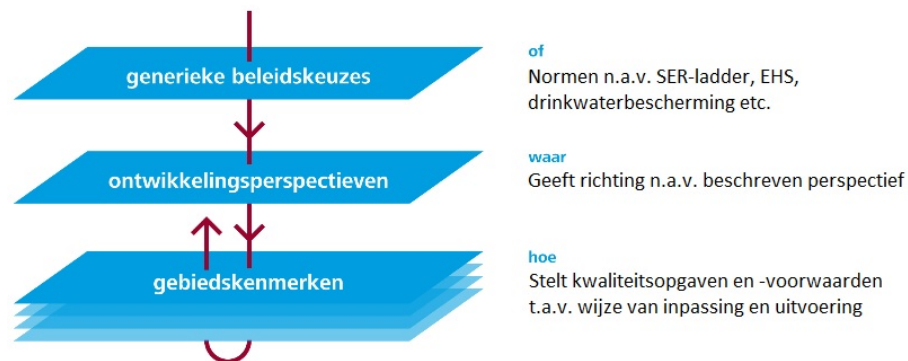 generieke beleidskeuzes
of
Normen n.a.v. SER-ladder, EHS,
drinkwaterbescherming etc.
ontwikkelingsperspectieven
waar
Geeft richting n.a.v. beschreven perspectief
gebiedskenmerken
hoe
Stelt kwaliteitsopgaven en -voorwaarden
t.a.v. wijze van inpassing en uitvoering